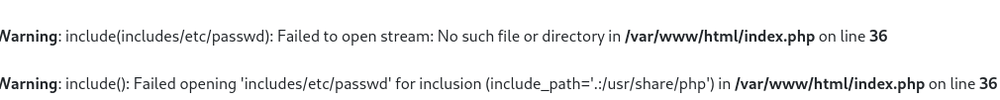 Warning: include(includes/etc/passwd): Failed to open stream: No such file or directory in /var/www/html/index.php on line 36
Warning: include(): Failed opening 'includes/etc/passwd' for inclusion (include_path='.:/usr/share/php') in /var/www/html/index.php on line 36